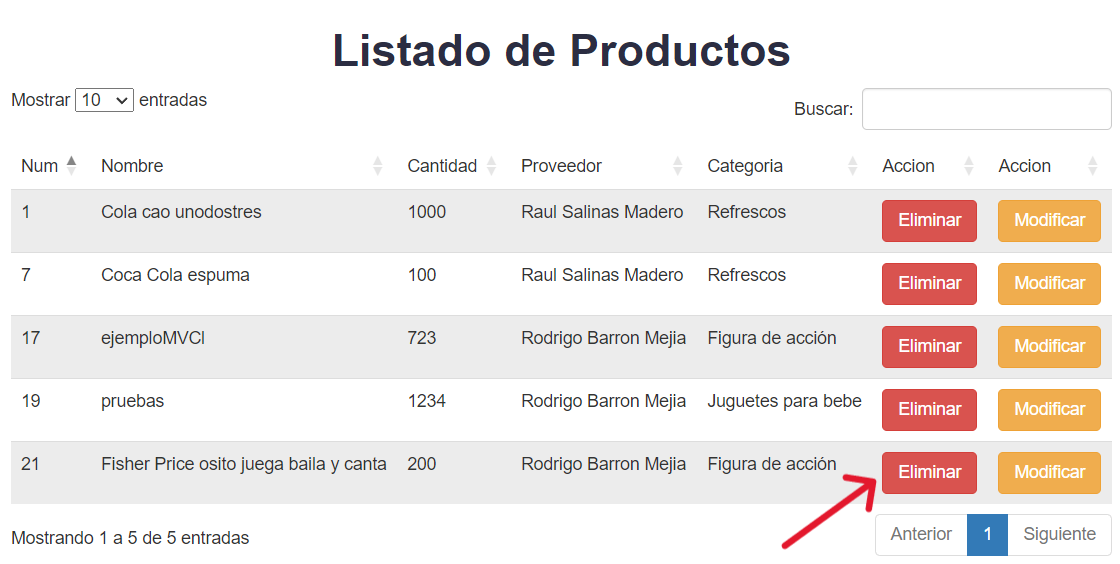 Listado de Productos
Mostrar 10 entradas
Buscar:
Num Nombre Cantidad Proveedor Categoria Accion Accion
1 Cola cao unodostres 1000 Raul Salinas Madero Refrescos Eliminar Modificar
7 Coca Cola espuma 100 Raul Salinas Madero Refrescos Eliminar Modificar
17 ejemploMVCl 723 Rodrigo Barron Mejia Figura de acción Eliminar Modificar
19 pruebas 1234 Rodrigo Barron Mejia Juguetes para bebe Eliminar Modificar
21 Fisher Price osito juega baila y canta 200 Rodrigo Barron Mejia Figura de acción Eliminar Modificar
Mostrando 1 a 5 de 5 entradas
Anterior 1 Siguiente